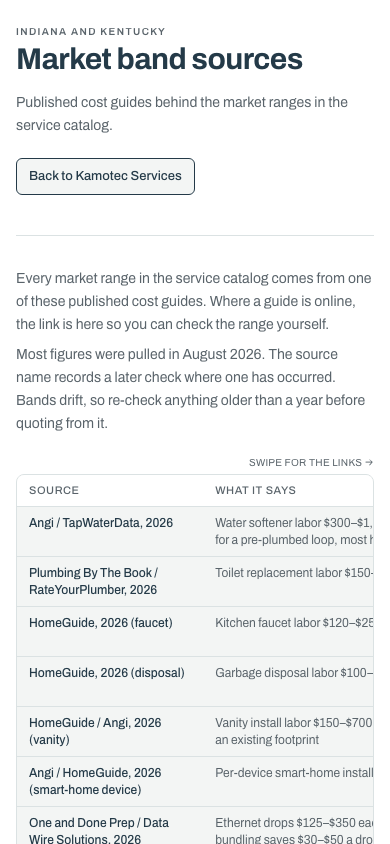 INDIANA AND KENTUCKY
Market band sources
Published cost guides behind the market ranges in the
service catalog.
Back to Kamotec Services
Every market range in the service catalog comes from one
of these published cost guides. Where a guide is online,
the link is here so you can check the range yourself.
Most figures were pulled in August 2026. The source
name records a later check where one has occurred.
Bands drift, so re-check anything older than a year before
quoting from it.
SWIPE FOR THE LINKS →
SOURCE WHAT IT SAYS
Angi / TapWaterData, 2026 Water softener labor $300–$1,
for a pre-plumbed loop, most
Plumbing By The Book / Toilet replacement labor $150–
RateYourPlumber, 2026
HomeGuide, 2026 (faucet) Kitchen faucet labor $120–$25
HomeGuide, 2026 (disposal) Garbage disposal labor $100–
HomeGuide / Angi, 2026 Vanity install labor $150–$700
(vanity) an existing footprint
Angi / HomeGuide, 2026 Per-device smart-home install
(smart-home device)
One and Done Prep / Data Ethernet drops $125–$350 ea
Wire Solutions, 2026 bundling saves $30–$50 a dro